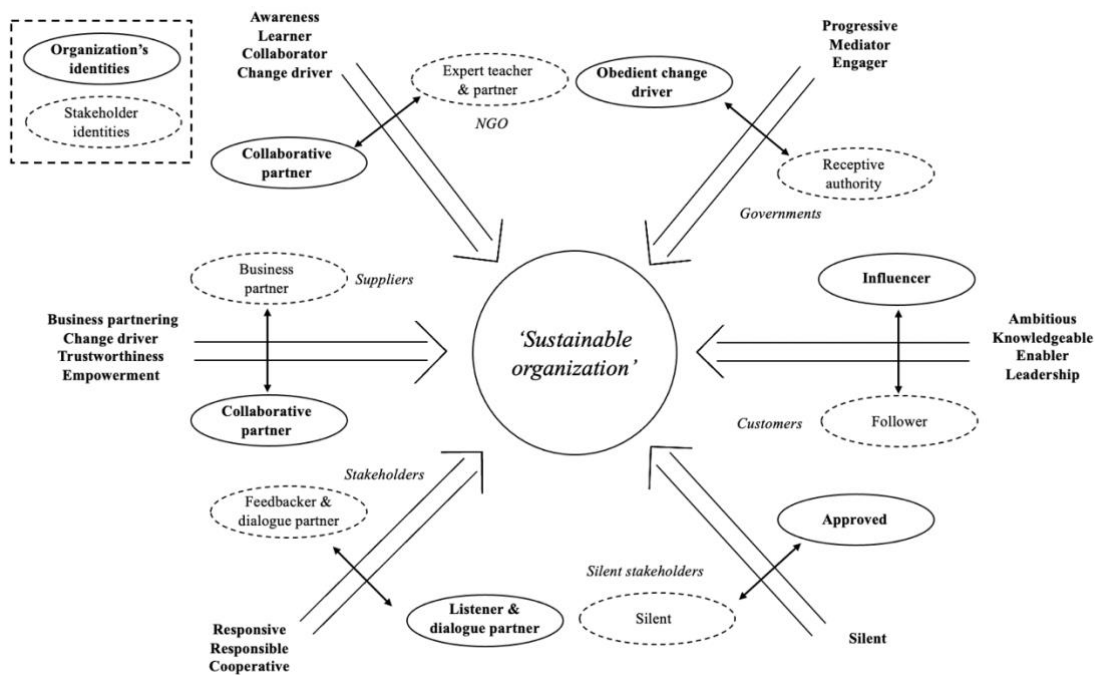 Organization's
identities
Stakeholder
identities
Awareness
Learner
Collaborator
Change driver
Expert teacher
& partner
NGO
Collaborative
partner
Obedient change
driver
Progressive
Mediator
Engager
Receptive
authority
Governments
Business
partner
Suppliers
Business partnering
Change driver
Trustworthiness
Empowerment
Collaborative
partner
‘Sustainable
organization’
Influencer
Ambitious
Knowledgeable
Enabler
Leadership
Customers
Follower
Stakeholders
Feedbacker &
dialogue partner
Listener &
dialogue partner
Responsive
Responsible
Cooperative
Silent stakeholders
Silent
Approved
Silent